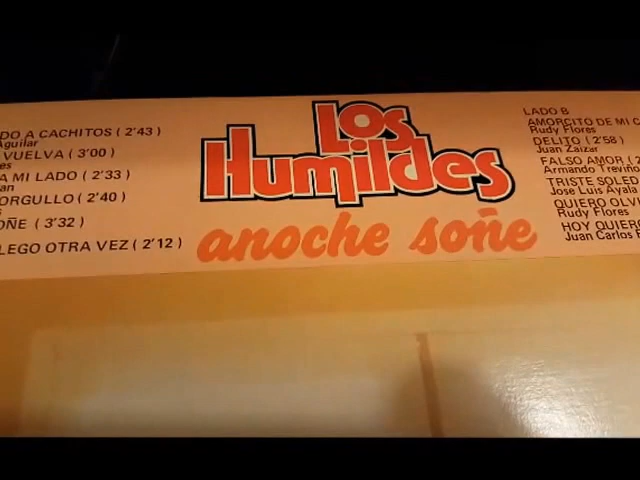 DO A CACHITOS ( 2'43 )
Aguilar
VUELVA ( 3'00 )
es
A MI LADO ( 2'33 )
an
ORGULLO ( 2'40 )
OÑE ( 3'32 )
LEGO OTRA VEZ ( 2'12 )
Los
Humildes
anoche soñe
LADO B
AMORCITO DE MI C
Rudy Flores
DELITO ( 2'58 )
Juan Zaizar
FALSO AMOR ( 2
Armando Treviño
TRISTE SOLED
Jose Luis Ayala
QUIERO OLVI
Rudy Flores
HOY QUIERO
Juan Carlos